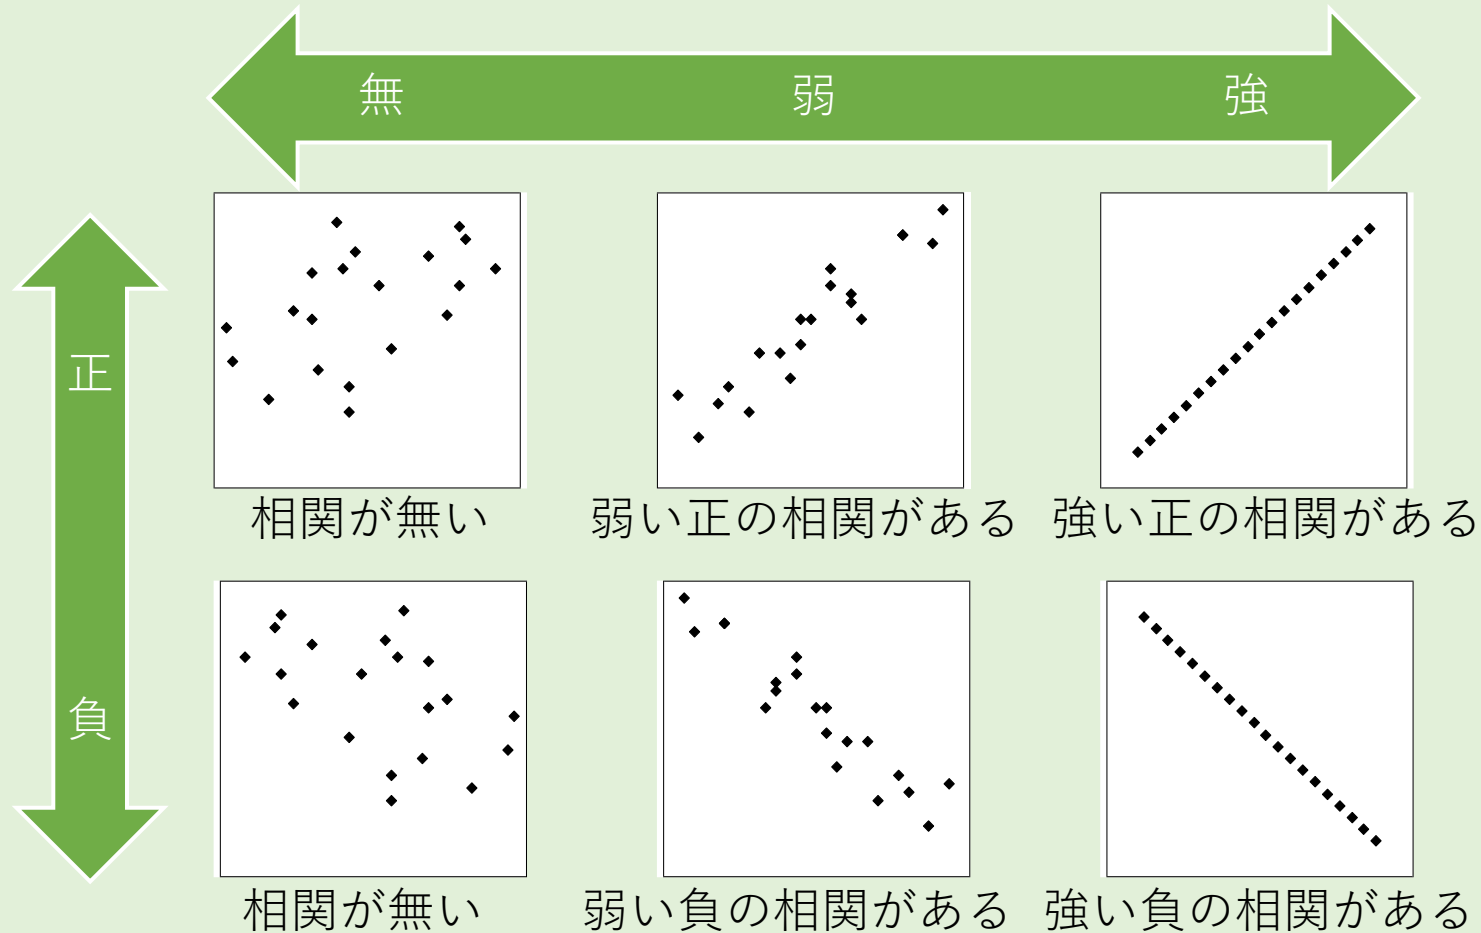 無 弱 強
正
相関が無い 弱い正の相関がある 強い正の相関がある
負
相関が無い 弱い負の相関がある 強い負の相関がある